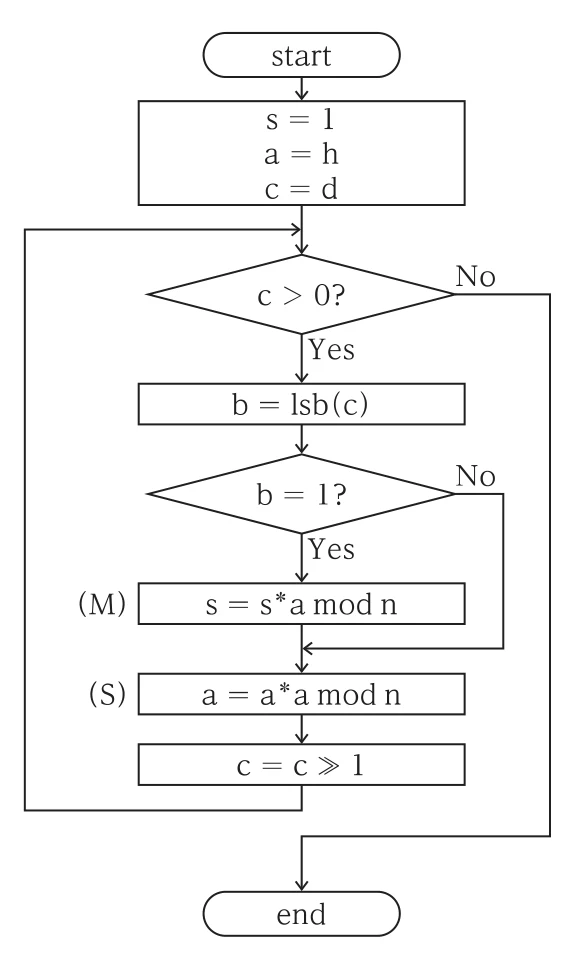 start
s = 1
a = h
c = d
c > 0?
No
Yes
b = lsb(c)
b = 1?
No
Yes
(M)
s = s*a mod n
(S)
a = a*a mod n
c = c ≫ 1
end